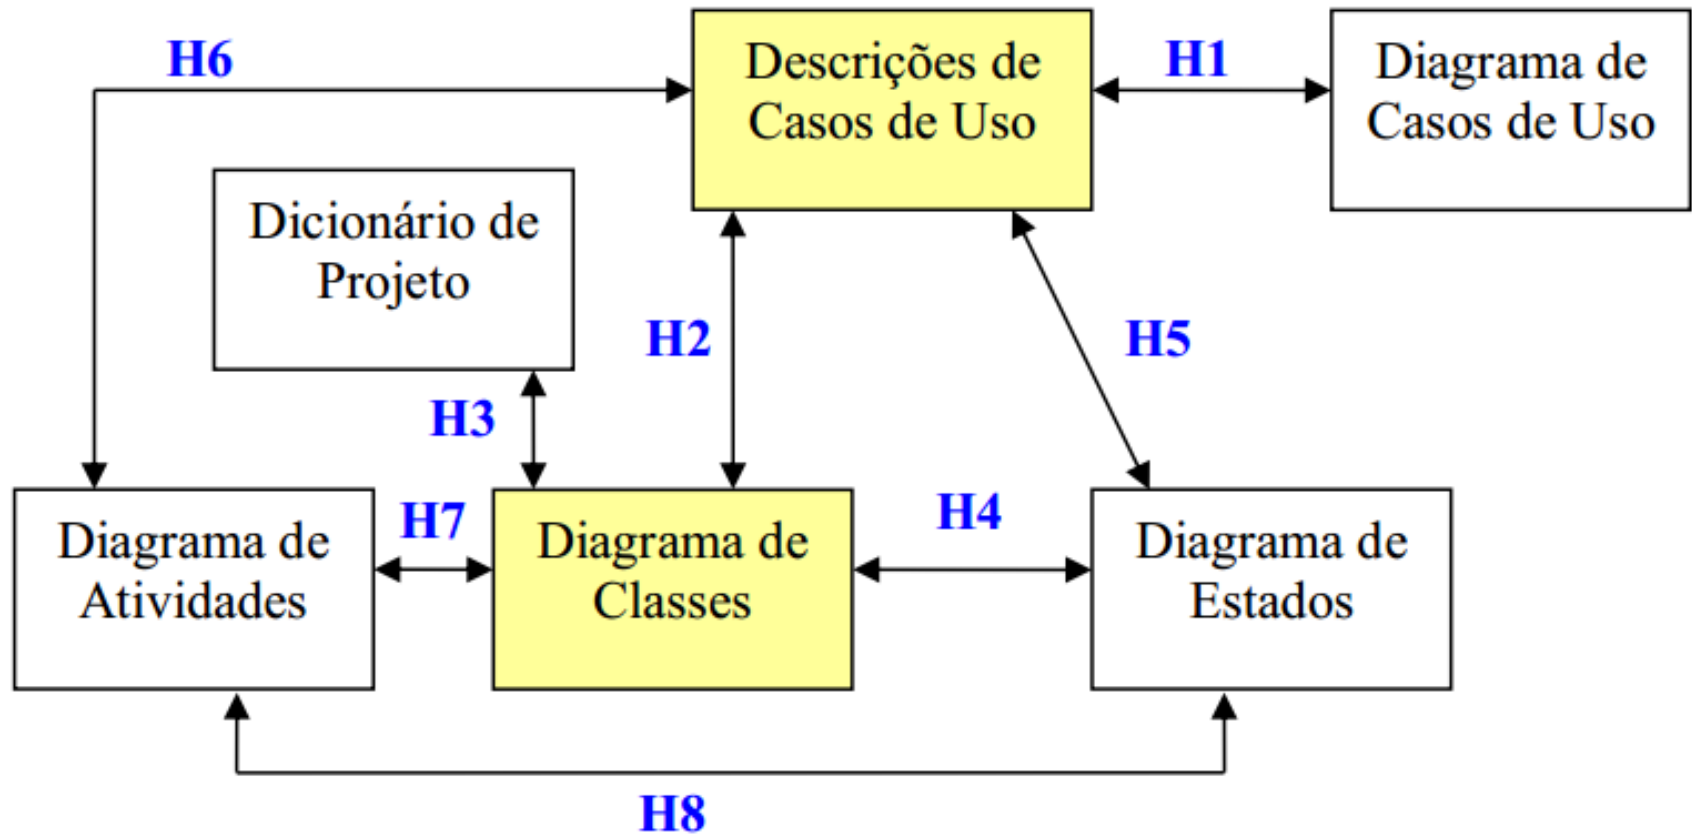 H6
Descrições de
Casos de Uso
H1
Diagrama de
Casos de Uso
Dicionário de
Projeto
H2
H5
H3
Diagrama de
Atividades
H7
Diagrama de
Classes
H4
Diagrama de
Estados
H8